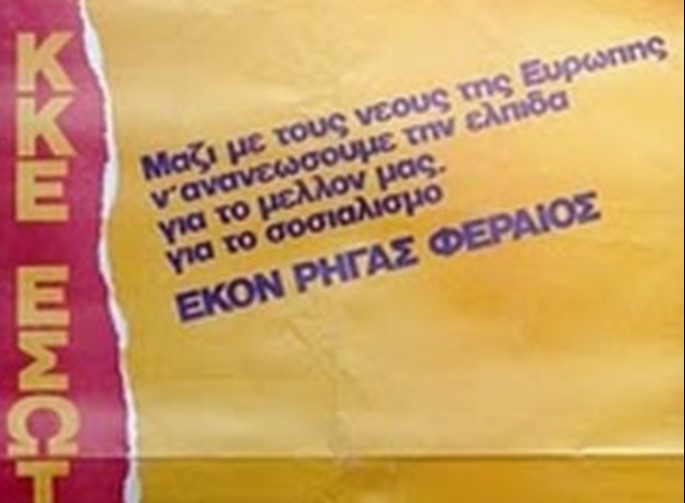 ΚΚΕ ΕΣΩΤ
Μαζι με τους νεους της Ευρωπης
ν'ανανεωσουμε την ελπιδα
για το μελλον μας.
για το σοσιαλισμο
ΕΚΟΝ ΡΗΓΑΣ ΦΕΡΑΙΟΣ